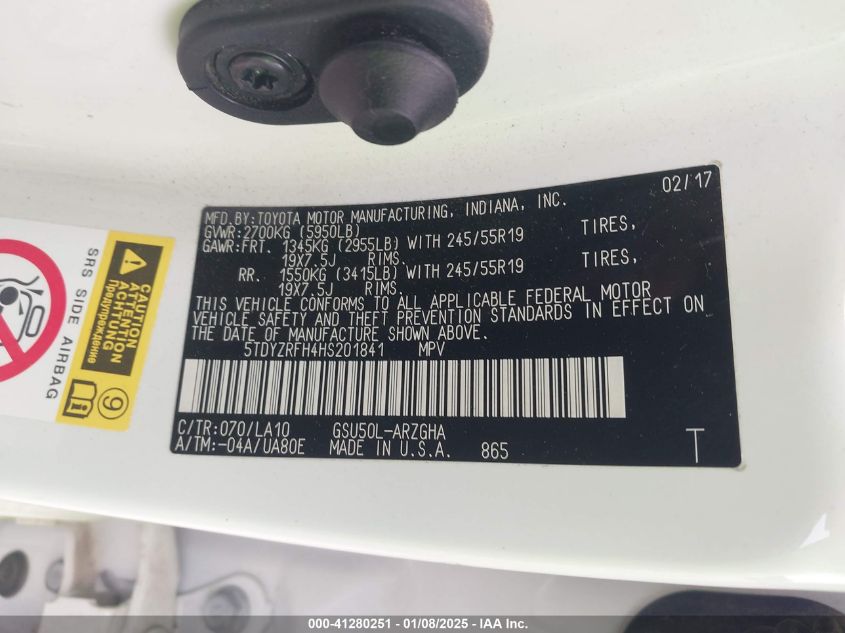 02/17
MFD.BY:TOYOTA MOTOR MANUFACTURING, INDIANA, INC.
GVWR:2700KG (5950LB)
GAWR:FRT. 1345KG (2955LB) WITH 245/55R19 TIRES,
19X7.5J RIMS.
RR. 1550KG (3415LB) WITH 245/55R19 TIRES,
19X7.5J RIMS.
THIS VEHICLE CONFORMS TO ALL APPLICABLE FEDERAL MOTOR
VEHICLE SAFETY AND THEFT PREVENTION STANDARDS IN EFFECT ON
THE DATE OF MANUFACTURE SHOWN ABOVE.
5TDYZRFH4HS201841 MPV
C/TR:070/LA10 GSU50L-ARZGHA
A/TM:-04A/UA80E MADE IN U.S.A. 865 T
SRS SIDE AIRBAG
CAUTION
ATTENTION
ACHTUNG
Предупреждение
9
000-41280251 - 01/08/2025 - IAA Inc.